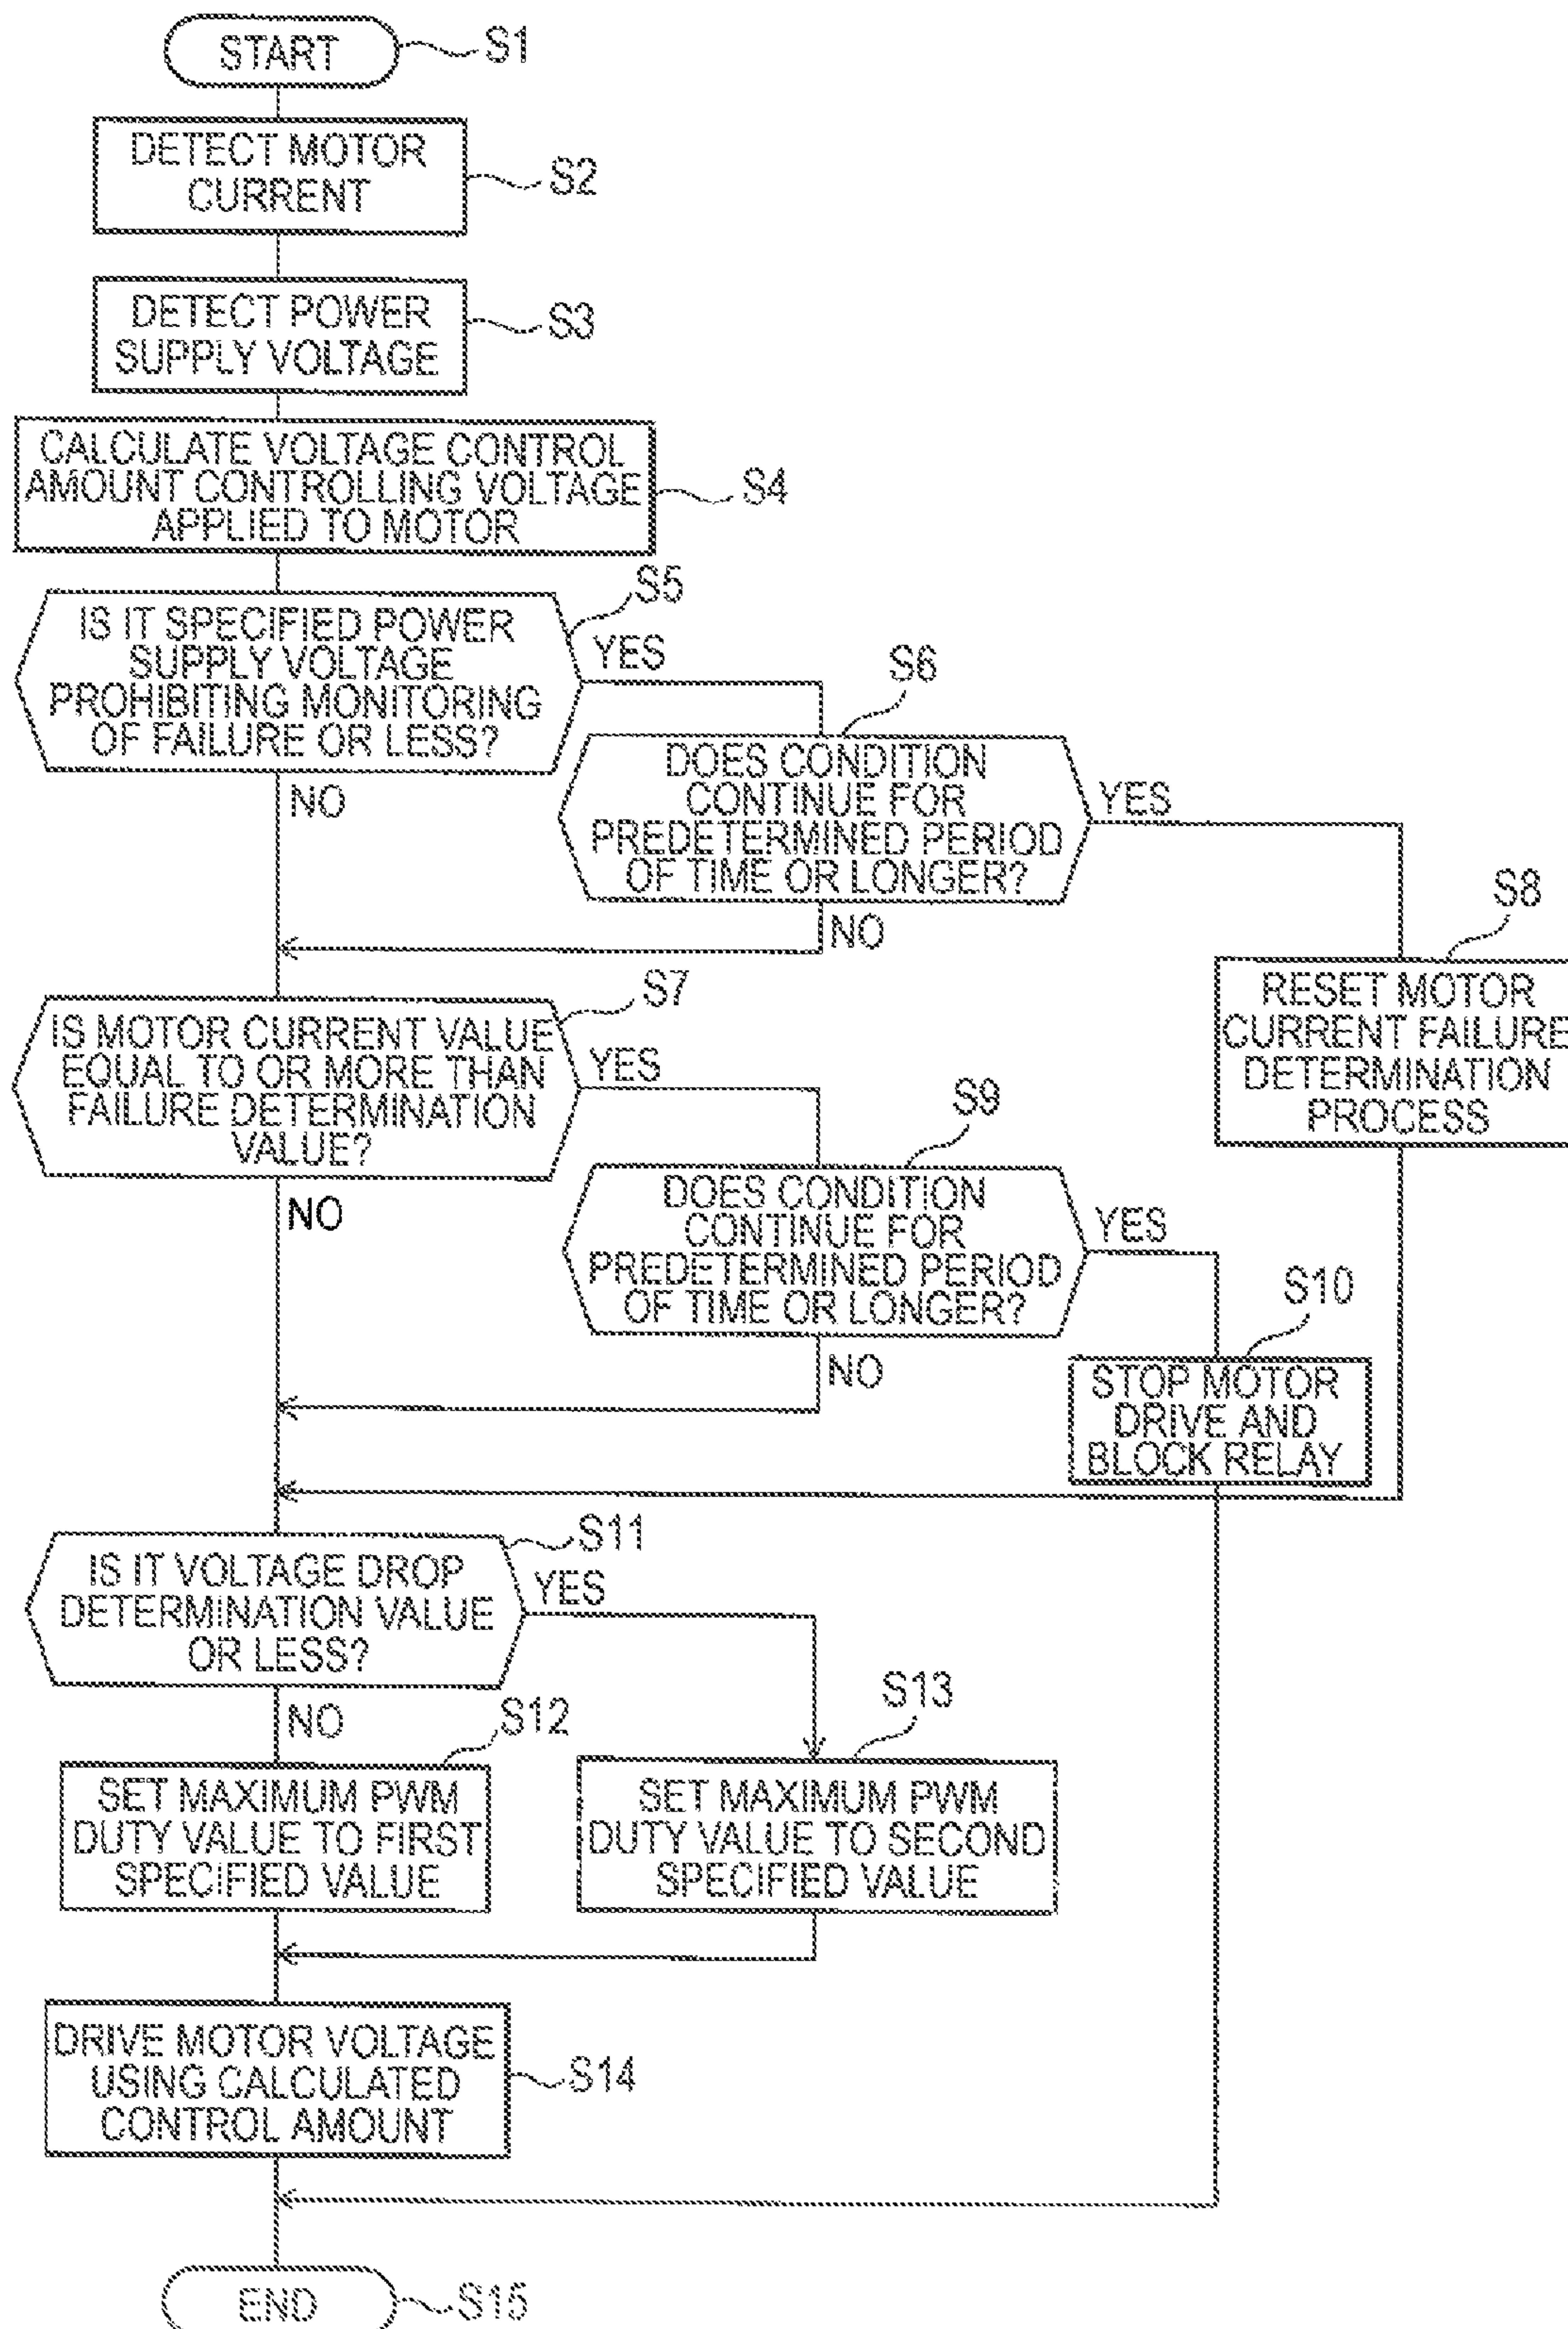 START
S1
DETECT MOTOR
CURRENT
S2
DETECT POWER
SUPPLY VOLTAGE
S3
CALCULATE VOLTAGE CONTROL
AMOUNT CONTROLLING VOLTAGE
APPLIED TO MOTOR
S4
IS IT SPECIFIED POWER
SUPPLY VOLTAGE
PROHIBITING MONITORING
OF FAILURE OR LESS?
S5
YES
NO
S6
DOES CONDITION
CONTINUE FOR
PREDETERMINED PERIOD
OF TIME OR LONGER?
YES
NO
S8
RESET MOTOR
CURRENT FAILURE
DETERMINATION
PROCESS
S7
IS MOTOR CURRENT VALUE
EQUAL TO OR MORE THAN
FAILURE DETERMINATION
VALUE?
YES
NO
S9
DOES CONDITION
CONTINUE FOR
PREDETERMINED PERIOD
OF TIME OR LONGER?
YES
NO
S10
STOP MOTOR
DRIVE AND
BLOCK RELAY
S11
IS IT VOLTAGE DROP
DETERMINATION VALUE
OR LESS?
YES
NO
S12
SET MAXIMUM PWM
DUTY VALUE TO FIRST
SPECIFIED VALUE
S13
SET MAXIMUM PWM
DUTY VALUE TO SECOND
SPECIFIED VALUE
DRIVE MOTOR VOLTAGE
USING CALCULATED
CONTROL AMOUNT
S14
END
S15